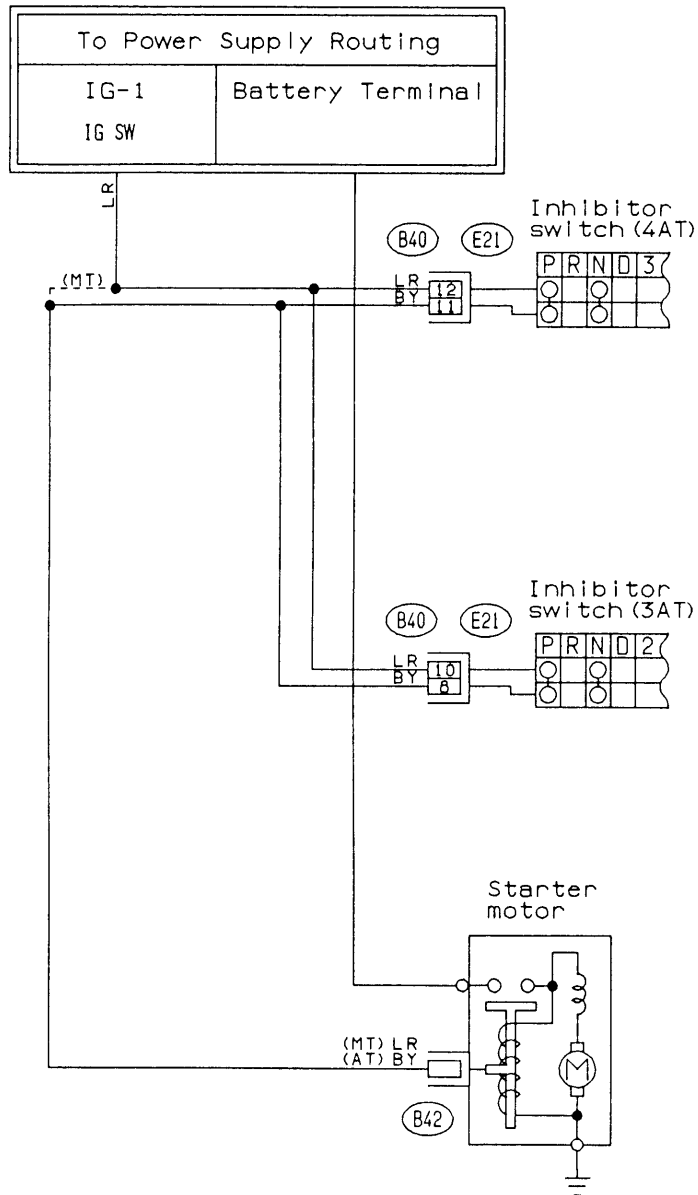 To Power Supply Routing
IG-1
IG SW
Battery Terminal
LR
Inhibitor
switch (4AT)
B40
E21
P R N D 3
(MT)
LR
BY
12
11
Inhibitor
switch (3AT)
B40
E21
P R N D 2
LR
BY
10
8
Starter
motor
(MT) LR
(AT) BY
M
B42